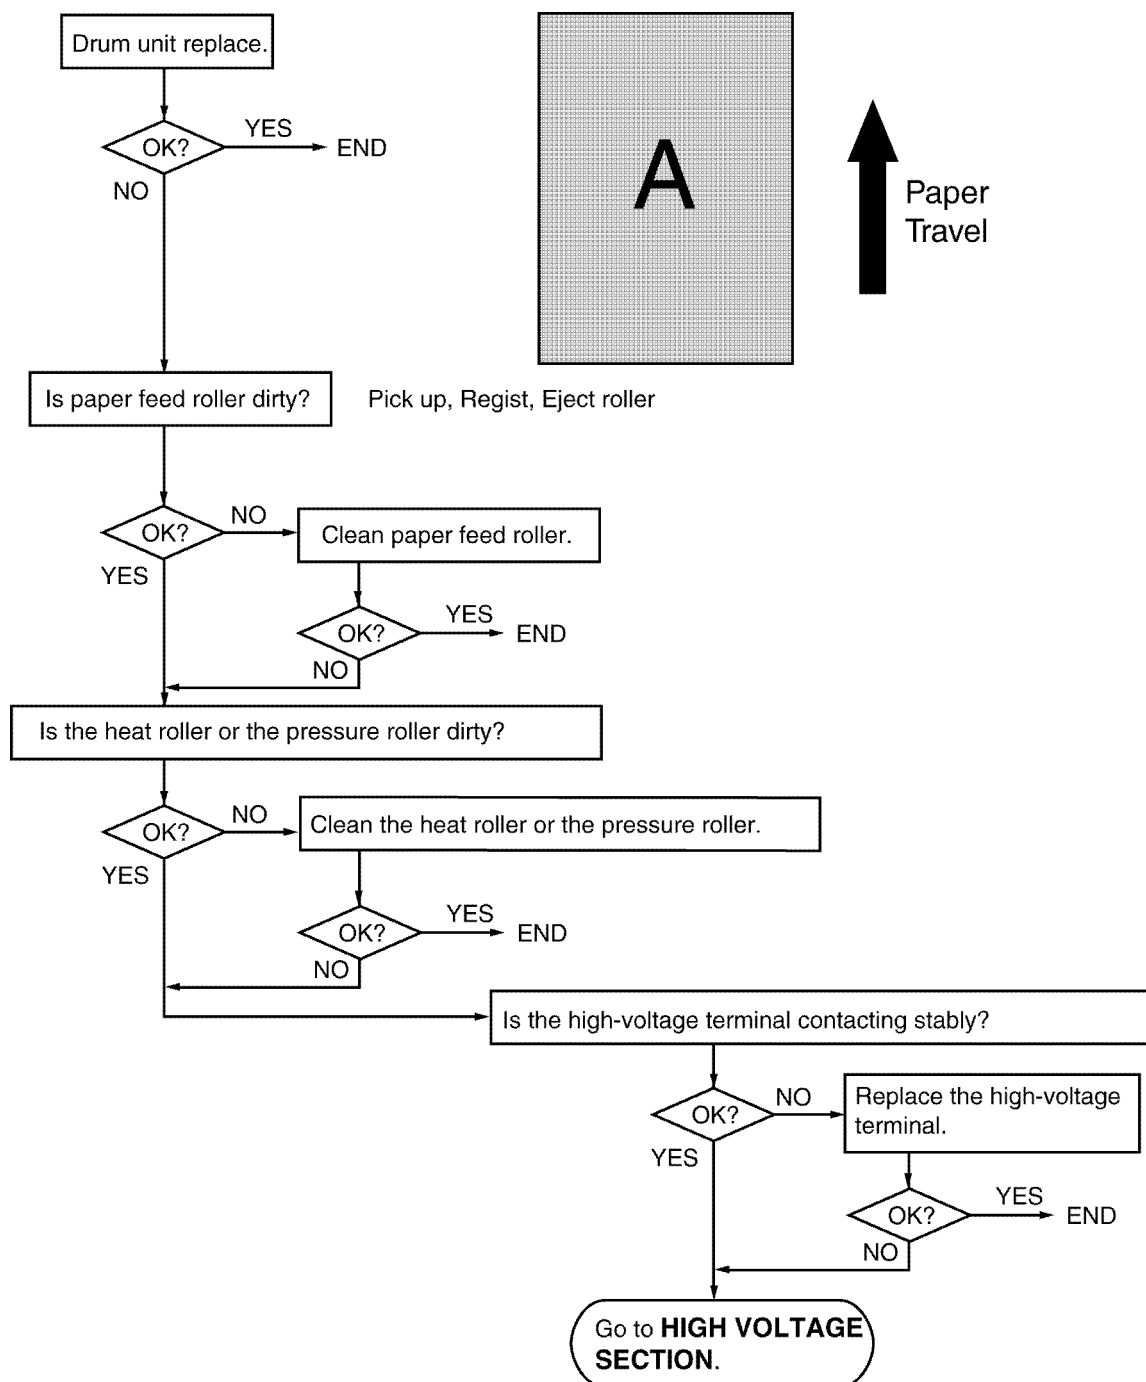 Drum unit replace.
OK?
YES
END
NO
A
Paper
Travel
Is paper feed roller dirty?
Pick up, Regist, Eject roller
OK?
NO
Clean paper feed roller.
YES
OK?
YES
END
NO
Is the heat roller or the pressure roller dirty?
OK?
NO
Clean the heat roller or the pressure roller.
YES
OK?
YES
END
NO
Is the high-voltage terminal contacting stably?
OK?
NO
Replace the high-voltage
terminal.
YES
OK?
YES
END
NO
Go to HIGH VOLTAGE
SECTION.